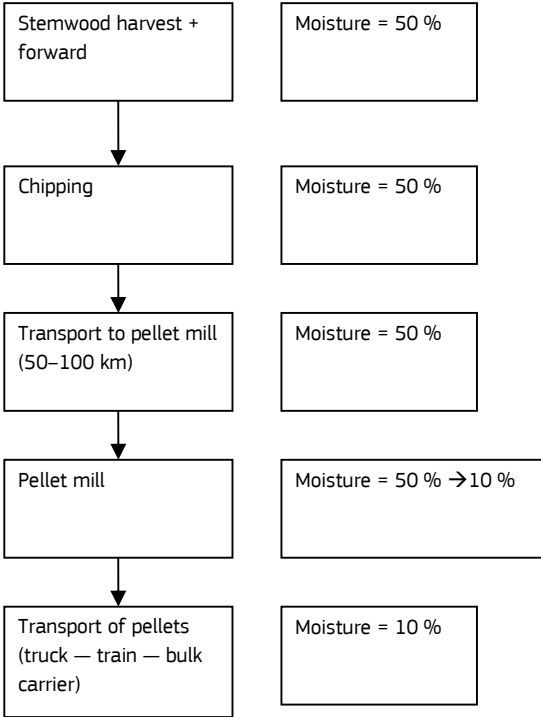 Stemwood harvest +
forward
Moisture = 50 %
Chipping
Moisture = 50 %
Transport to pellet mill
(50–100 km)
Moisture = 50 %
Pellet mill
Moisture = 50 % →10 %
Transport of pellets
(truck — train — bulk
carrier)
Moisture = 10 %